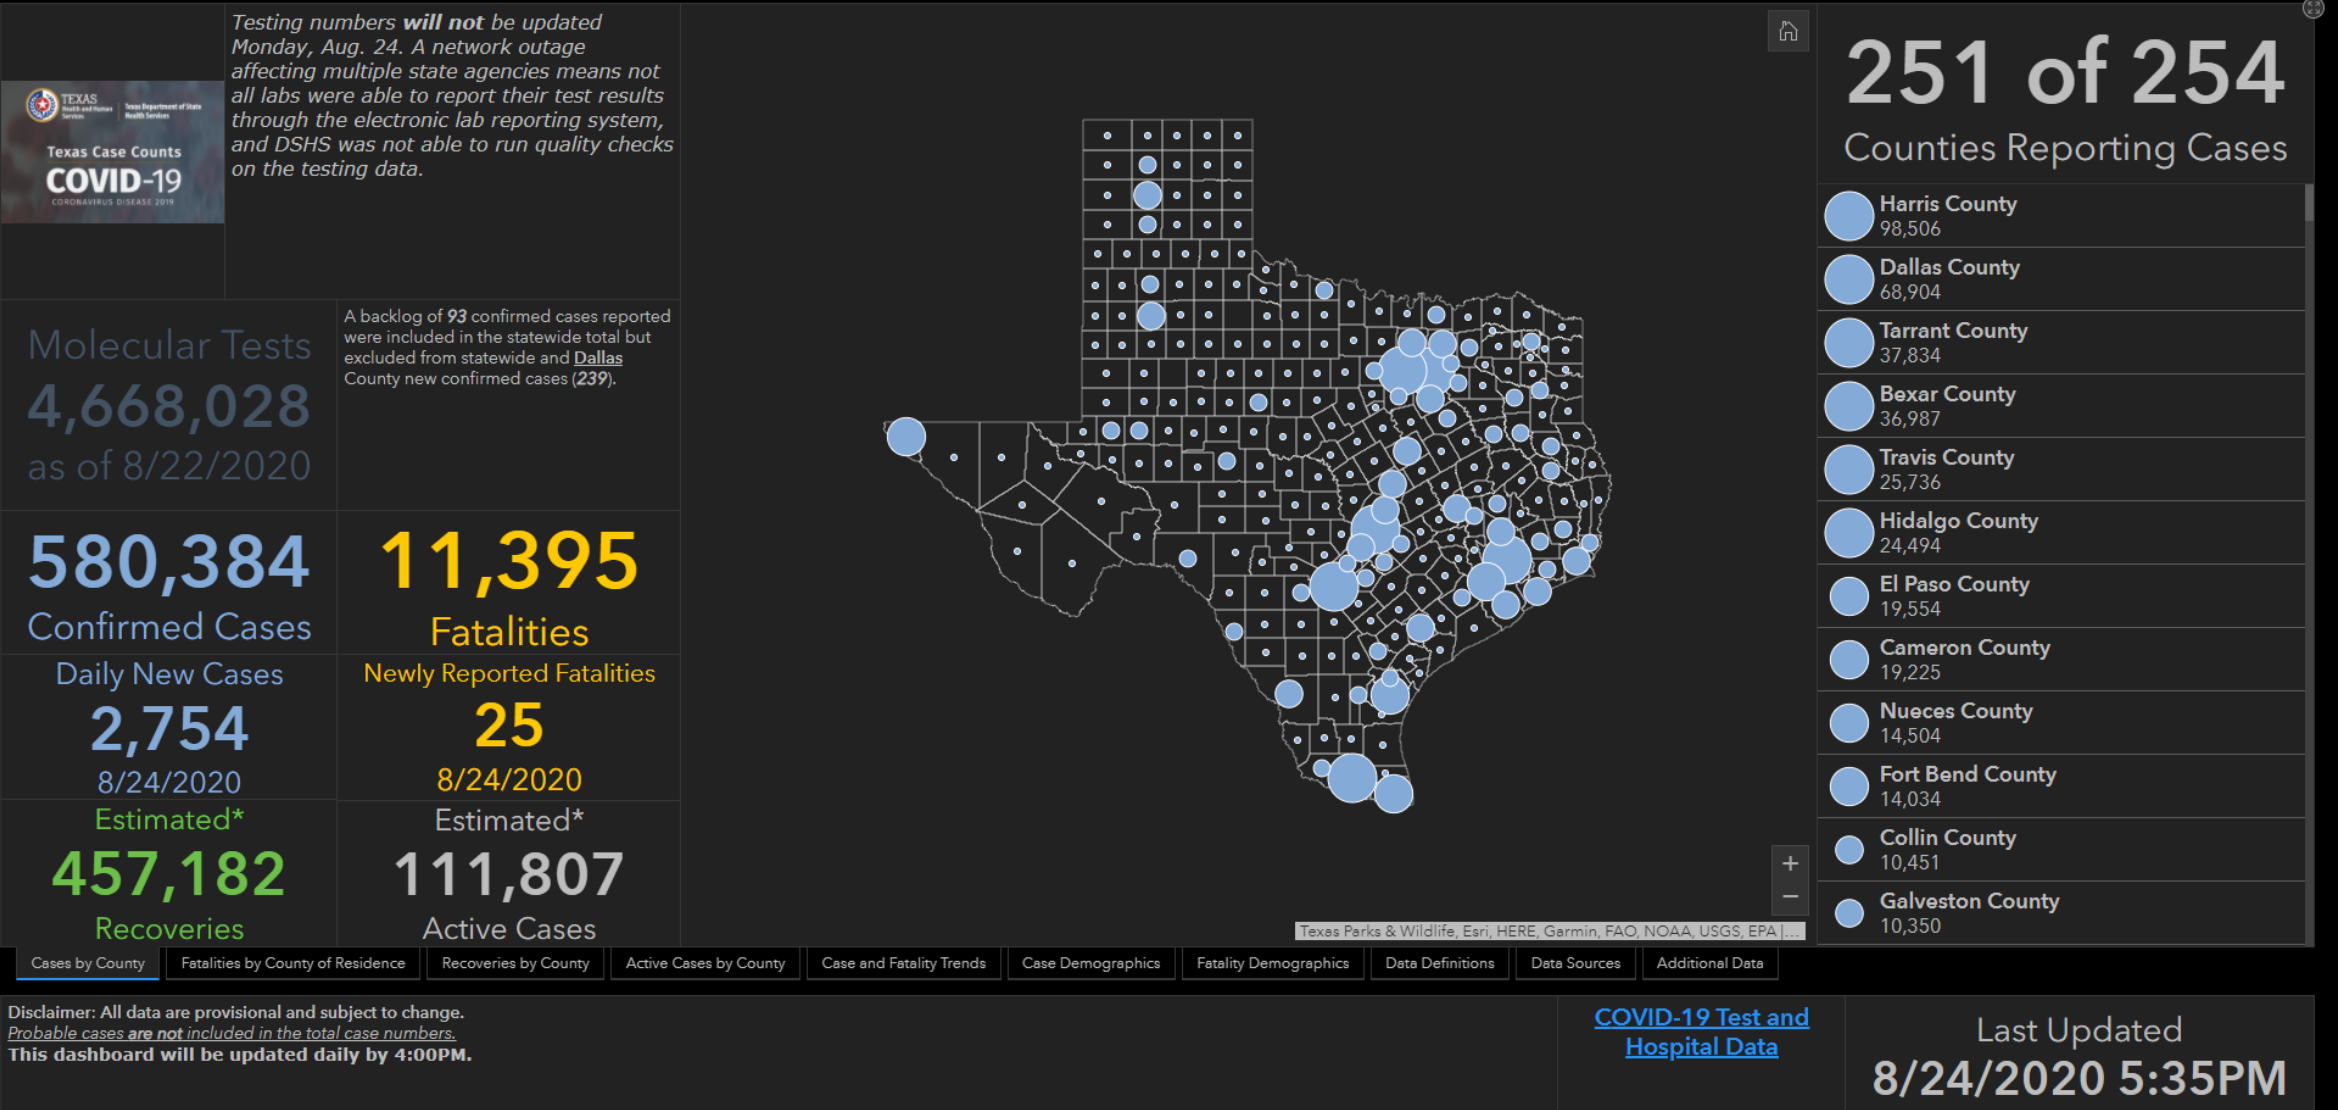 Testing numbers will not be updated
Monday, Aug. 24. A network outage
affecting multiple state agencies means not
all labs were able to report their test results
through the electronic lab reporting system,
and DSHS was not able to run quality checks
on the testing data.
TEXAS
Health and Human
Services
Texas Department of State
Health Services
Texas Case Counts
COVID-19
CORONAVIRUS DISEASE 2019
Molecular Tests
4,668,028
as of 8/22/2020
A backlog of 93 confirmed cases reported
were included in the statewide total but
excluded from statewide and Dallas
County new confirmed cases (239).
580,384
Confirmed Cases
11,395
Fatalities
Daily New Cases
2,754
8/24/2020
Newly Reported Fatalities
25
8/24/2020
Estimated*
457,182
Recoveries
Estimated*
111,807
Active Cases
+
−
Texas Parks & Wildlife, Esri, HERE, Garmin, FAO, NOAA, USGS, EPA |...
251 of 254
Counties Reporting Cases
Harris County
98,506
Dallas County
68,904
Tarrant County
37,834
Bexar County
36,987
Travis County
25,736
Hidalgo County
24,494
El Paso County
19,554
Cameron County
19,225
Nueces County
14,504
Fort Bend County
14,034
Collin County
10,451
Galveston County
10,350
Cases by County
Fatalities by County of Residence
Recoveries by County
Active Cases by County
Case and Fatality Trends
Case Demographics
Fatality Demographics
Data Definitions
Data Sources
Additional Data
Disclaimer: All data are provisional and subject to change.
Probable cases are not included in the total case numbers.
This dashboard will be updated daily by 4:00PM.
COVID-19 Test and
Hospital Data
Last Updated
8/24/2020 5:35PM